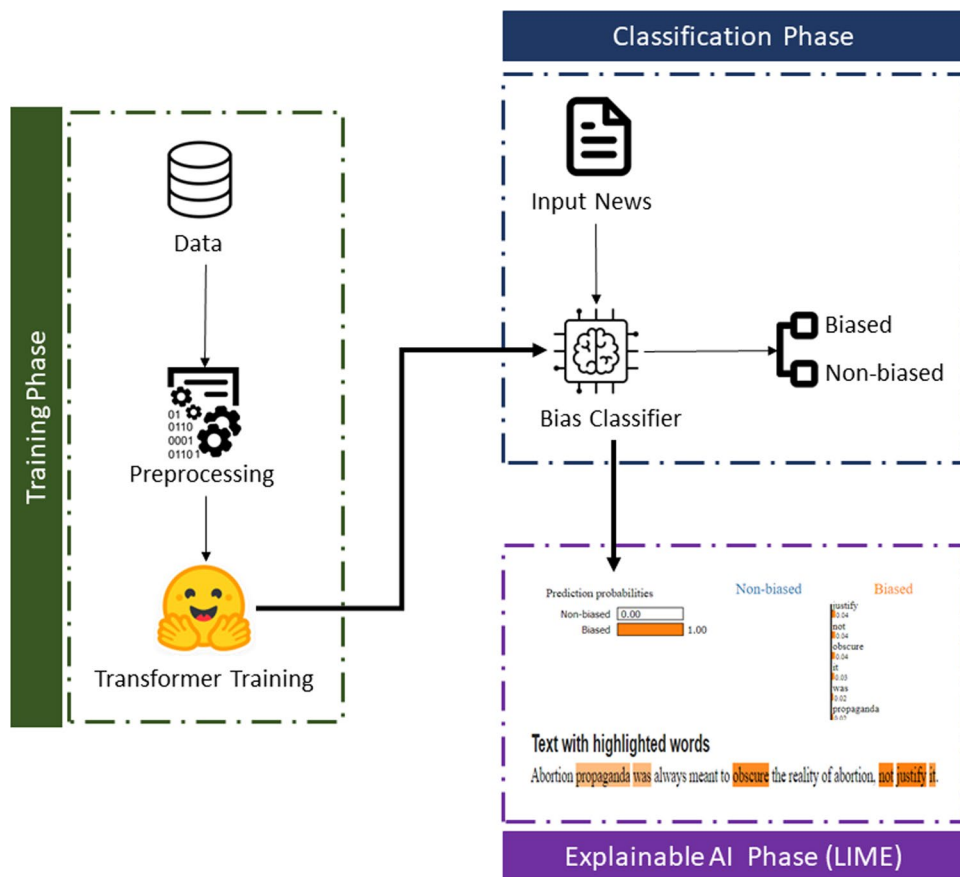 Training Phase
Data
01
0110
0001
0110 1
Preprocessing
Transformer Training
Classification Phase
Input News
Bias Classifier
Biased
Non-biased
Prediction probabilities
Non-biased 0.00
Biased 1.00
Non-biased Biased
justify
0.04
not
0.04
obscure
0.04
it
0.03
was
0.02
propaganda
0.02
Text with highlighted words
Abortion propaganda was always meant to obscure the reality of abortion, not justify it.
Explainable AI Phase (LIME)